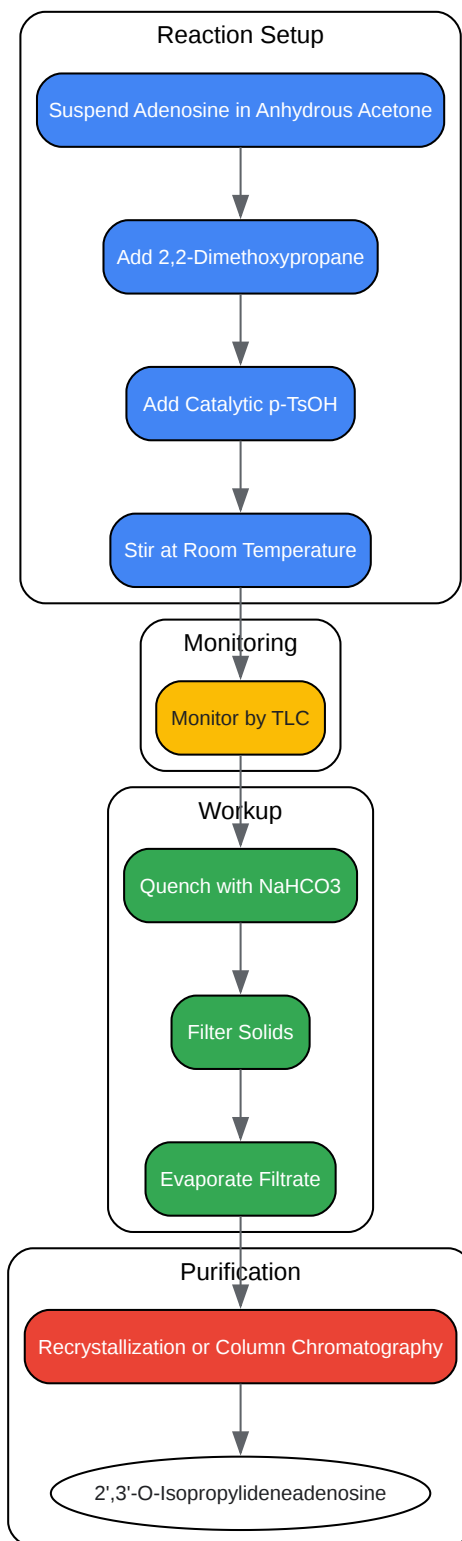 Reaction Setup
Suspend Adenosine in Anhydrous Acetone
Add 2,2-Dimethoxypropane
Add Catalytic p-TsOH
Stir at Room Temperature
Monitoring
Monitor by TLC
Workup
Quench with NaHCO3
Filter Solids
Evaporate Filtrate
Purification
Recrystallization or Column Chromatography
2',3'-O-Isopropylideneadenosine